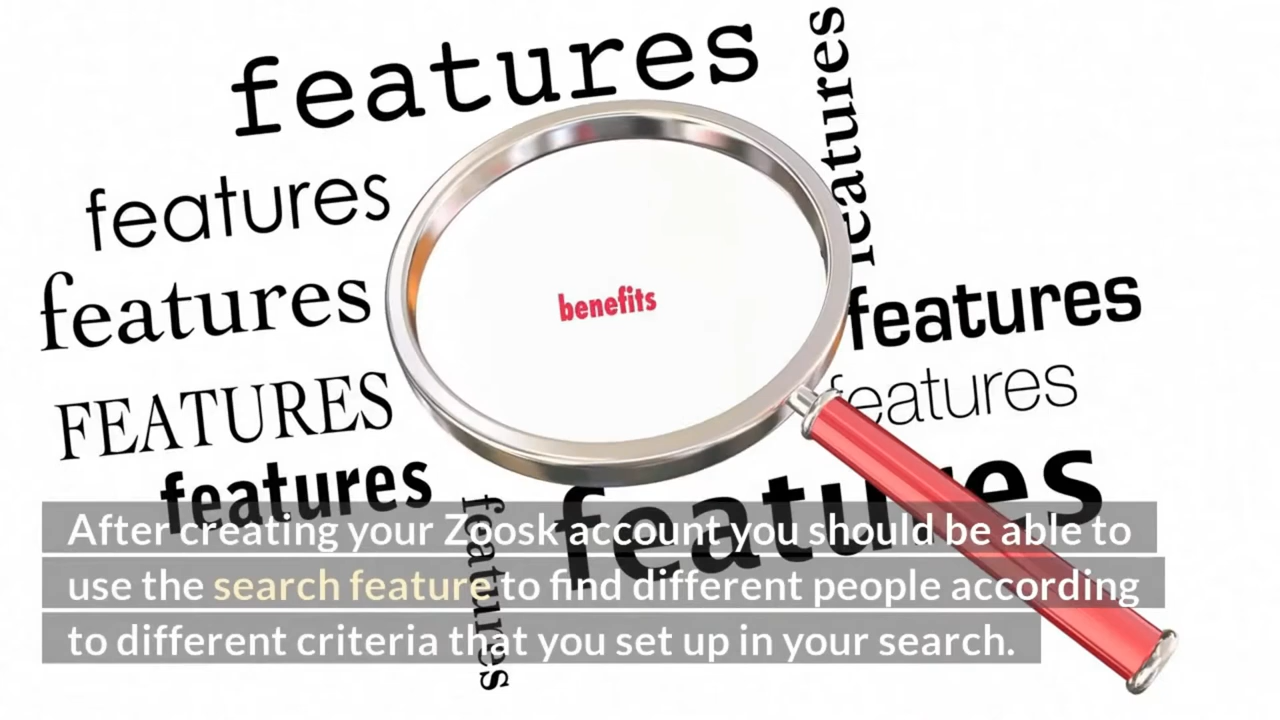 features
features
features
features
benefits
features
features
FEATURES
features
features
features
features
After creating your Zoosk account you should be able to
use the search feature to find different people according
to different criteria that you set up in your search.